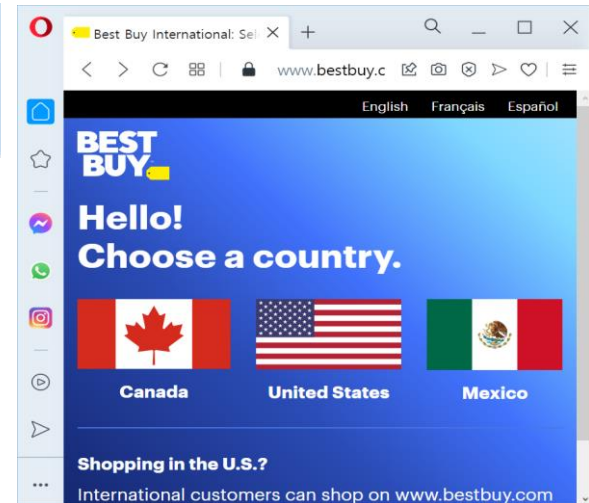 Best Buy International: Sel
www.bestbuy.c
English Français Español
BEST
BUY
Hello!
Choose a country.
Canada United States Mexico
Shopping in the U.S.?
International customers can shop on www.bestbuy.com